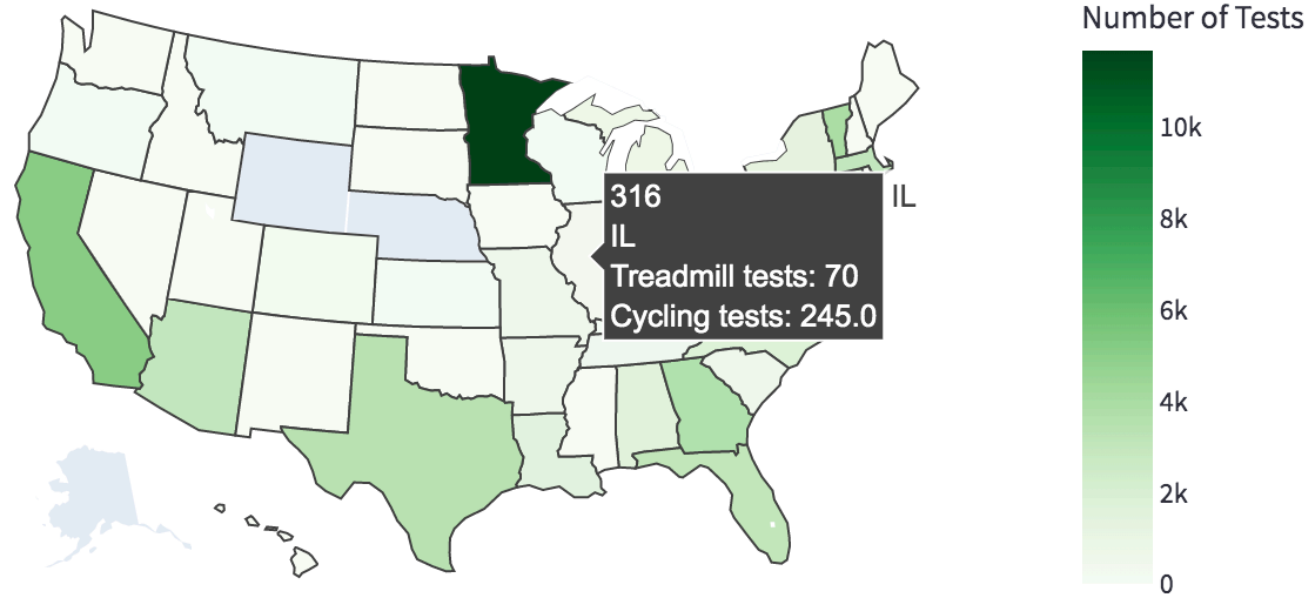 Number of Tests
10k
8k
6k
4k
2k
0
316
IL
Treadmill tests: 70
Cycling tests: 245.0
IL